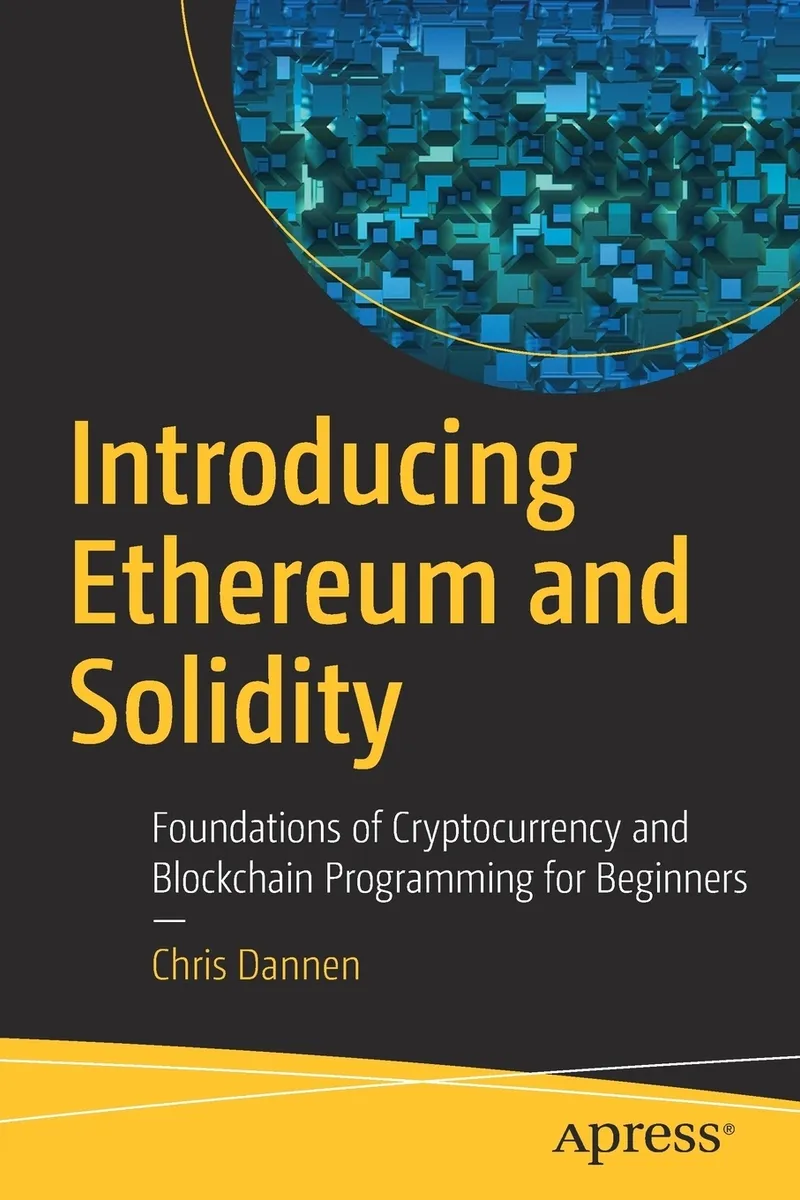 Introducing
Ethereum and
Solidity
Foundations of Cryptocurrency and
Blockchain Programming for Beginners
—
Chris Dannen
Apress®